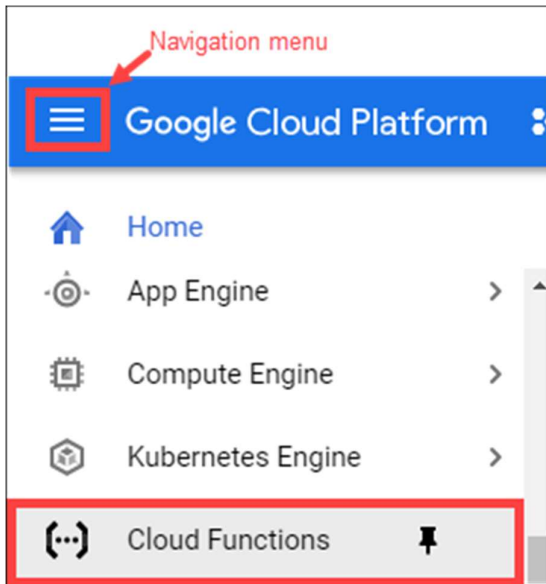 Navigation menu
Google Cloud Platform
Home
App Engine
Compute Engine
Kubernetes Engine
Cloud Functions